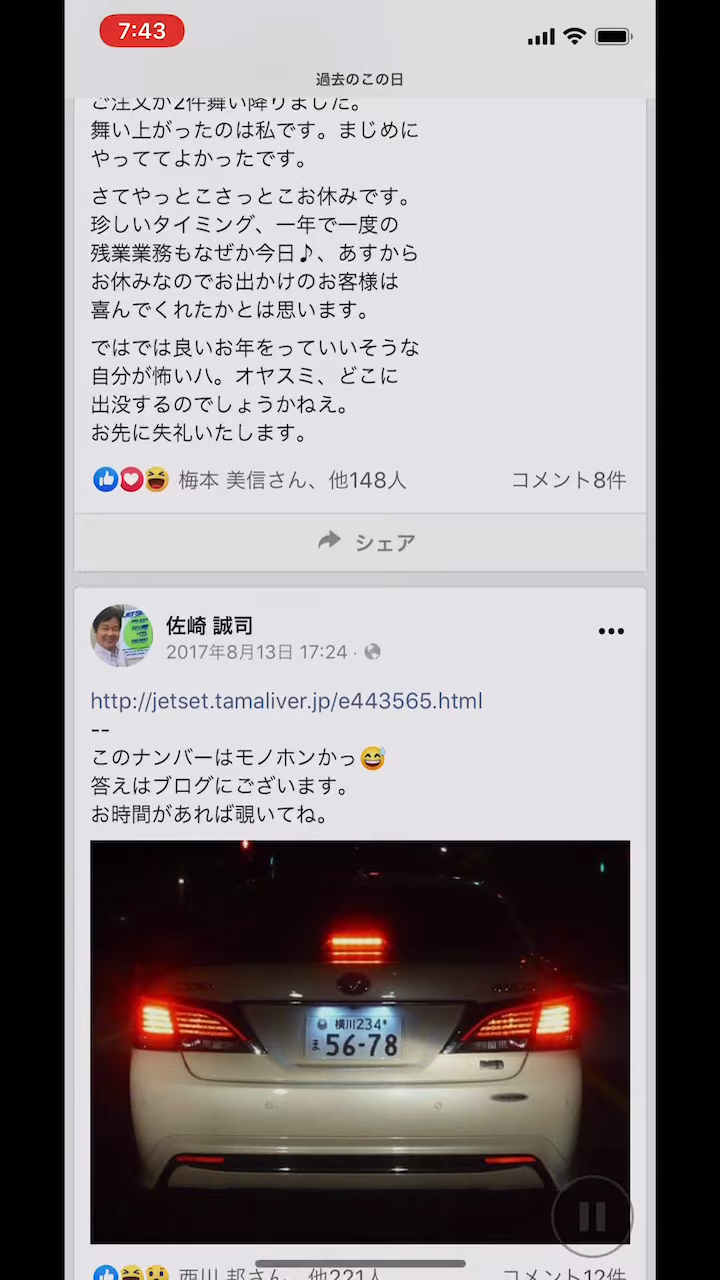 7:43
過去のこの日
ご注文が2件舞い降りました。
舞い上がったのは私です。まじめに
やっててよかったです。
さてやっとこさっとこお休みです。
珍しいタイミング、一年で一度の
残業業務もなぜか今日♪、あすから
お休みなのでお出かけのお客様は
喜んでくれたかとは思います。
ではでは良いお年をっていいそうな
自分が怖いハ。オヤスミ、どこに
出没するのでしょうかねえ。
お先に失礼いたします。
梅本 美信さん、他148人 コメント8件
シェア
佐崎 誠司
2017年8月13日 17:24
http://jetset.tamaliver.jp/e443565.html
--
このナンバーはモノホンかっ😅
答えはブログにございます。
お時間があれば覗いてね。
横川234
ま 56-78
西川 邦さん、他221人 コメント12件